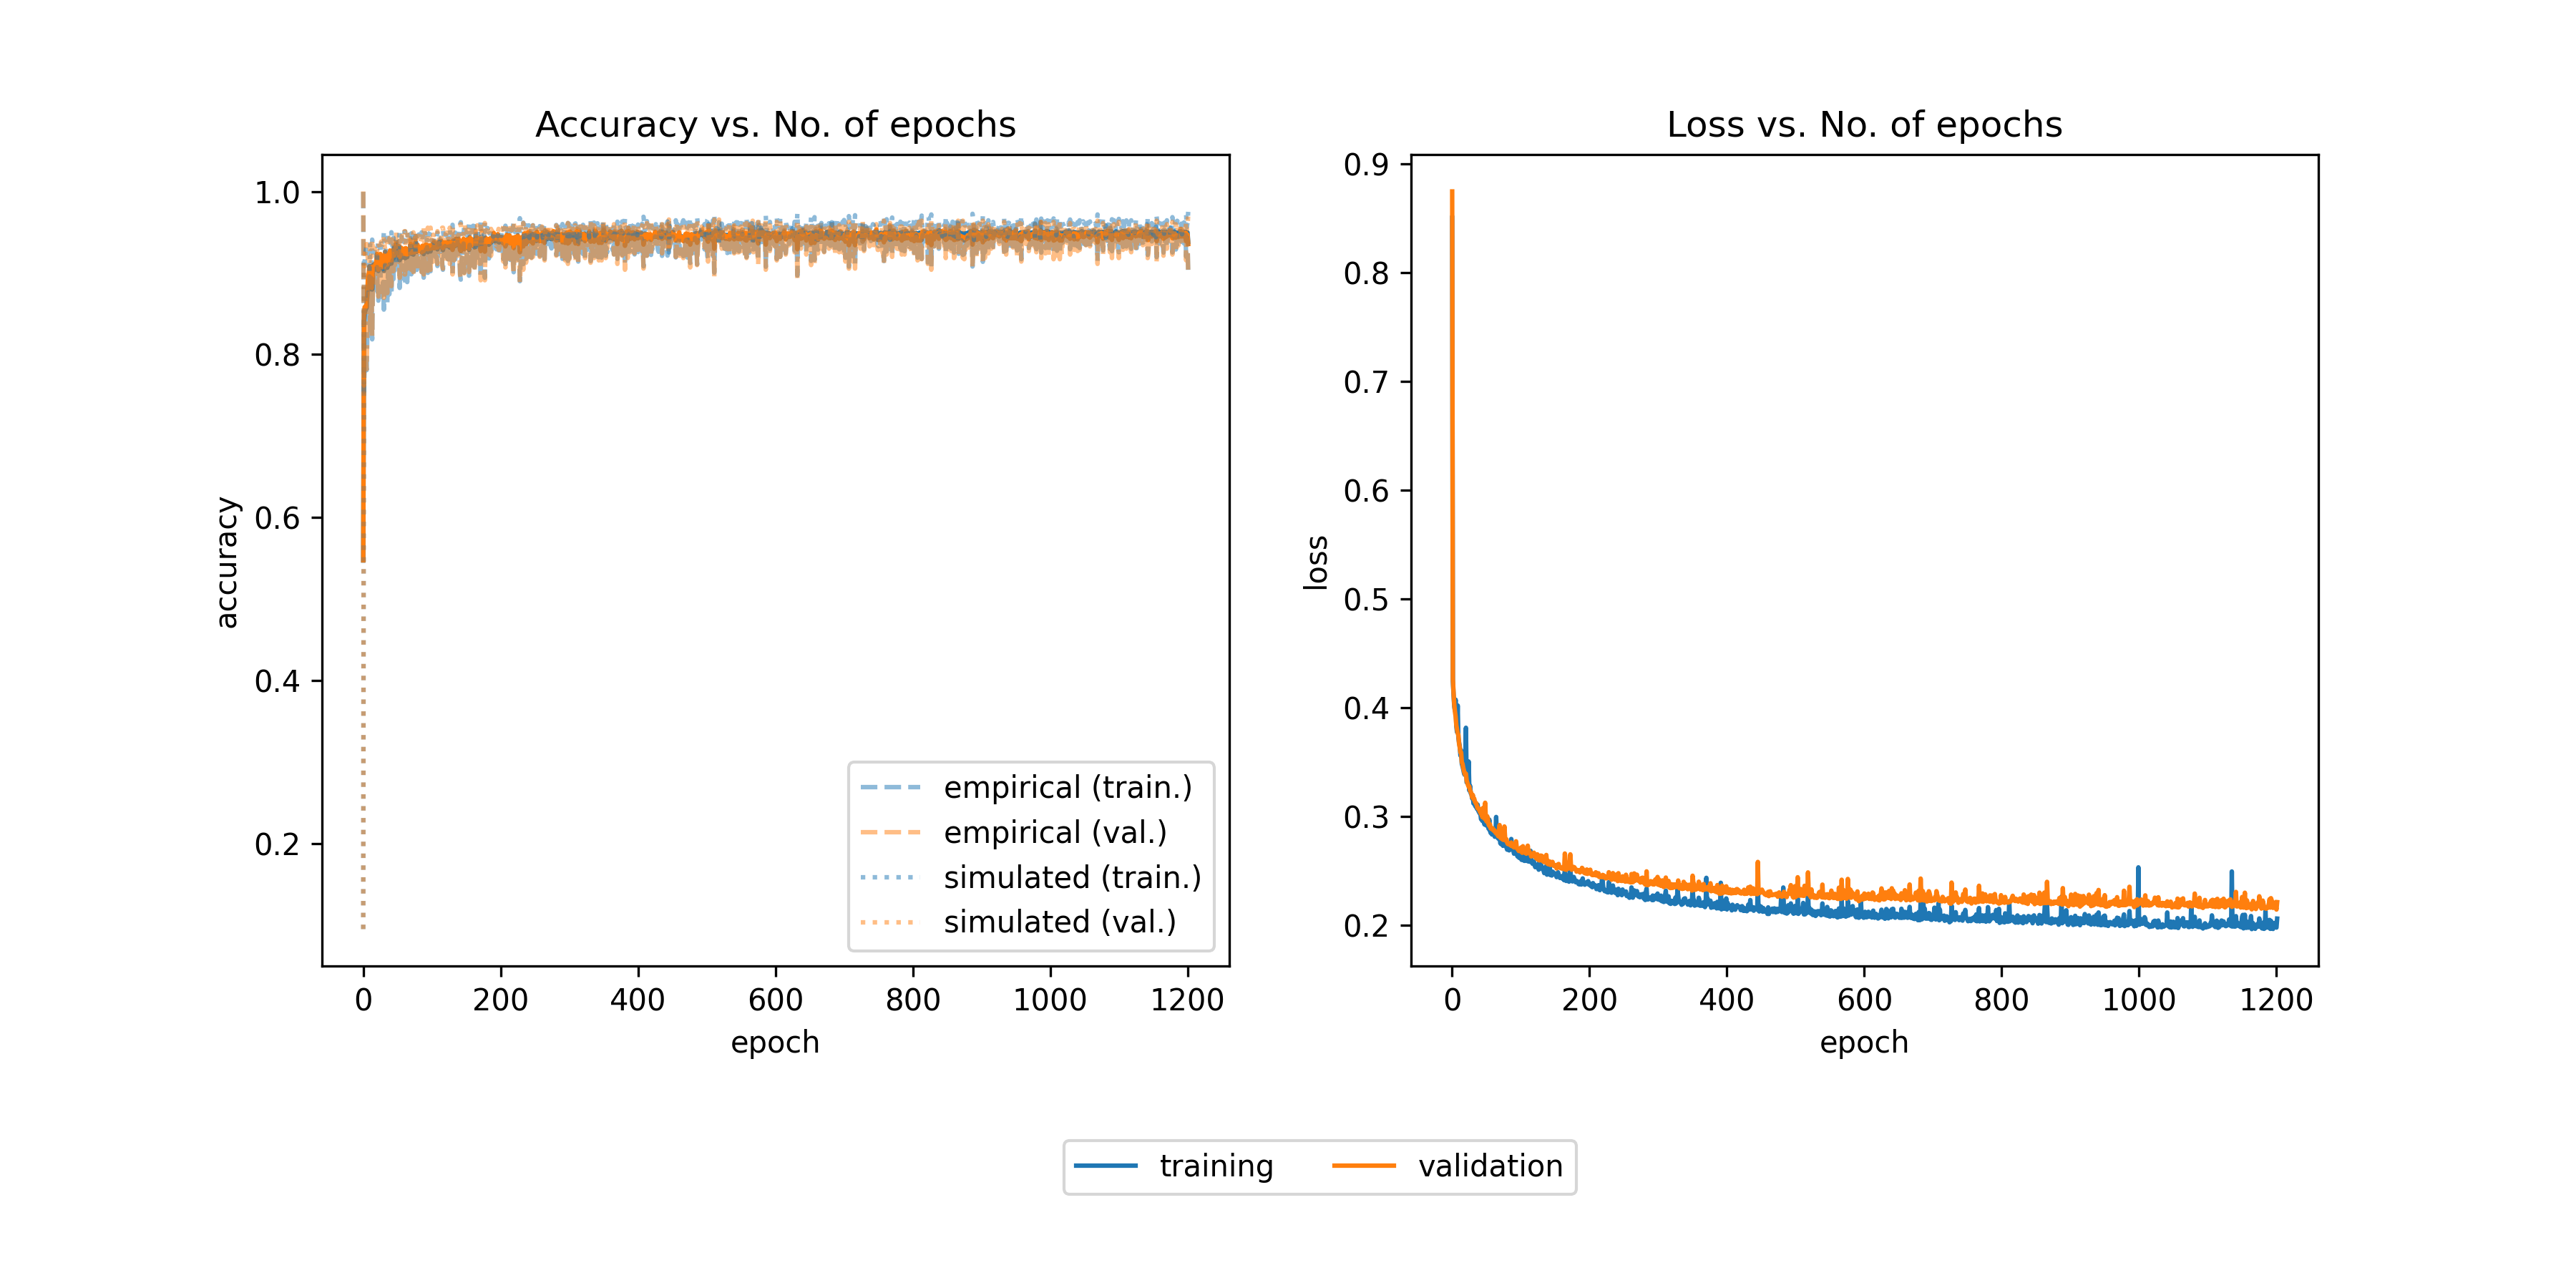 Accuracy vs. No. of epochs
1.0
0.8
0.6
0.4
0.2
accuracy
empirical (train.)
empirical (val.)
simulated (train.)
simulated (val.)
0 200 400 600 800 1000 1200
epoch
Loss vs. No. of epochs
0.9
0.8
0.7
0.6
0.5
0.4
0.3
0.2
loss
0 200 400 600 800 1000 1200
epoch
training validation